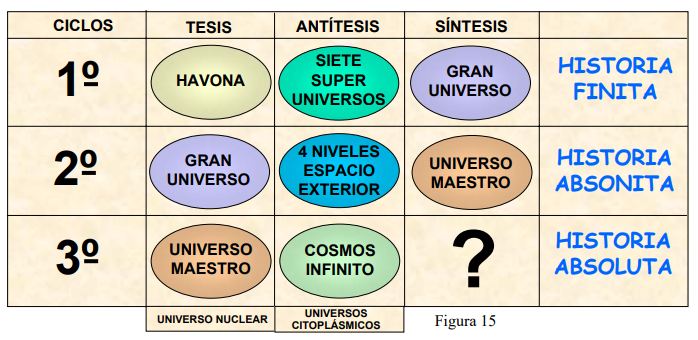 CICLOS TESIS ANTÍTESIS SÍNTESIS
1º
HAVONA
SIETE
SUPER
UNIVERSOS
GRAN
UNIVERSO
HISTORIA
FINITA
2º
GRAN
UNIVERSO
4 NIVELES
ESPACIO
EXTERIOR
UNIVERSO
MAESTRO
HISTORIA
ABSONITA
3º
UNIVERSO
MAESTRO
COSMOS
INFINITO
?
HISTORIA
ABSOLUTA
UNIVERSO NUCLEAR
UNIVERSOS
CITOPLÁSMICOS
Figura 15